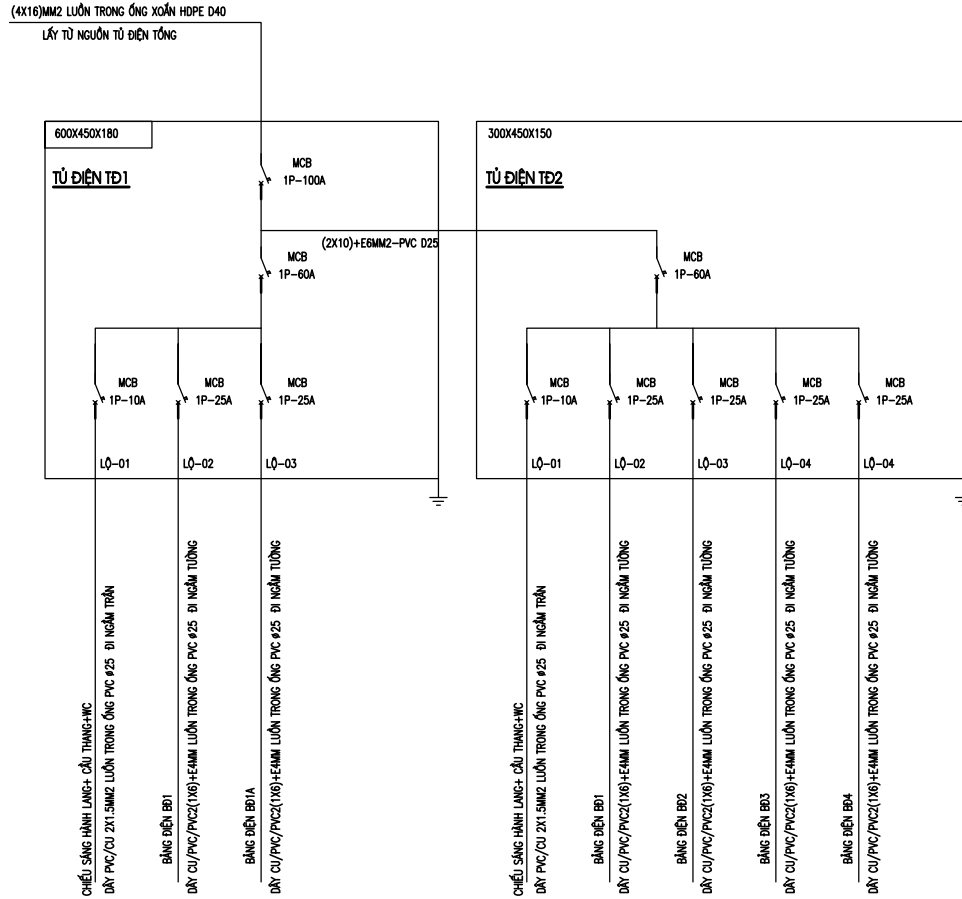 (4X16)MM2 LUỒN TRONG ỐNG XOẮN HDPE D40
LẤY TỪ NGUỒN TỦ ĐIỆN TỔNG
600X450X180
TỦ ĐIỆN TĐ1
MCB
1P-100A
(2X10)+E6MM2-PVC D25
MCB
1P-60A
MCB
1P-10A
MCB
1P-25A
MCB
1P-25A
LỘ-01
LỘ-02
LỘ-03
300X450X150
TỦ ĐIỆN TĐ2
MCB
1P-60A
MCB
1P-10A
MCB
1P-25A
MCB
1P-25A
MCB
1P-25A
MCB
1P-25A
LỘ-01
LỘ-02
LỘ-03
LỘ-04
LỘ-04
CHIẾU SÁNG HÀNH LANG+ CẦU THANG+WC
DÂY PVC/CU 2X1.5MM2 LUỒN TRONG ỐNG PVC ø25 ĐI NGẦM TRẦN
BẢNG ĐIỆN BĐ1
DÂY CU/PVC/PVC2(1X6)+E4MM LUỒN TRONG ỐNG PVC ø25 ĐI NGẦM TƯỜNG
BẢNG ĐIỆN BĐ1A
DÂY CU/PVC/PVC2(1X6)+E4MM LUỒN TRONG ỐNG PVC ø25 ĐI NGẦM TƯỜNG
CHIẾU SÁNG HÀNH LANG+ CẦU THANG+WC
DÂY PVC/CU 2X1.5MM2 LUỒN TRONG ỐNG PVC ø25 ĐI NGẦM TRẦN
BẢNG ĐIỆN BĐ1
DÂY CU/PVC/PVC2(1X6)+E4MM LUỒN TRONG ỐNG PVC ø25 ĐI NGẦM TƯỜNG
BẢNG ĐIỆN BĐ2
DÂY CU/PVC/PVC2(1X6)+E4MM LUỒN TRONG ỐNG PVC ø25 ĐI NGẦM TƯỜNG
BẢNG ĐIỆN BĐ3
DÂY CU/PVC/PVC2(1X6)+E4MM LUỒN TRONG ỐNG PVC ø25 ĐI NGẦM TƯỜNG
BẢNG ĐIỆN BĐ4
DÂY CU/PVC/PVC2(1X6)+E4MM LUỒN TRONG ỐNG PVC ø25 ĐI NGẦM TƯỜNG